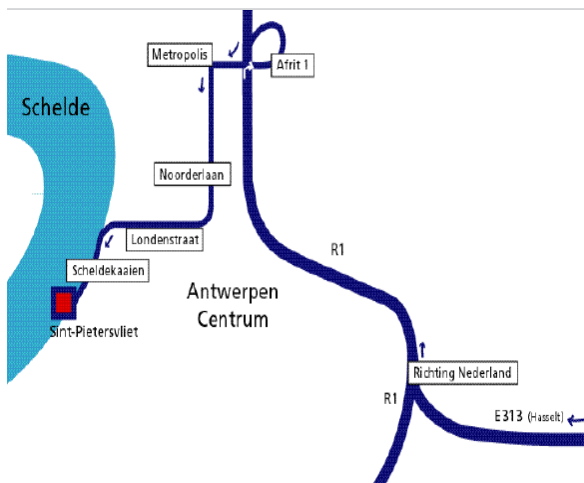 Metropolis
Afrit 1
Schelde
Noorderlaan
Londenstraat
R1
Scheldekaaien
Antwerpen
Centrum
Sint-Pietersvliet
Richting Nederland
R1
E313 (Hasselt)